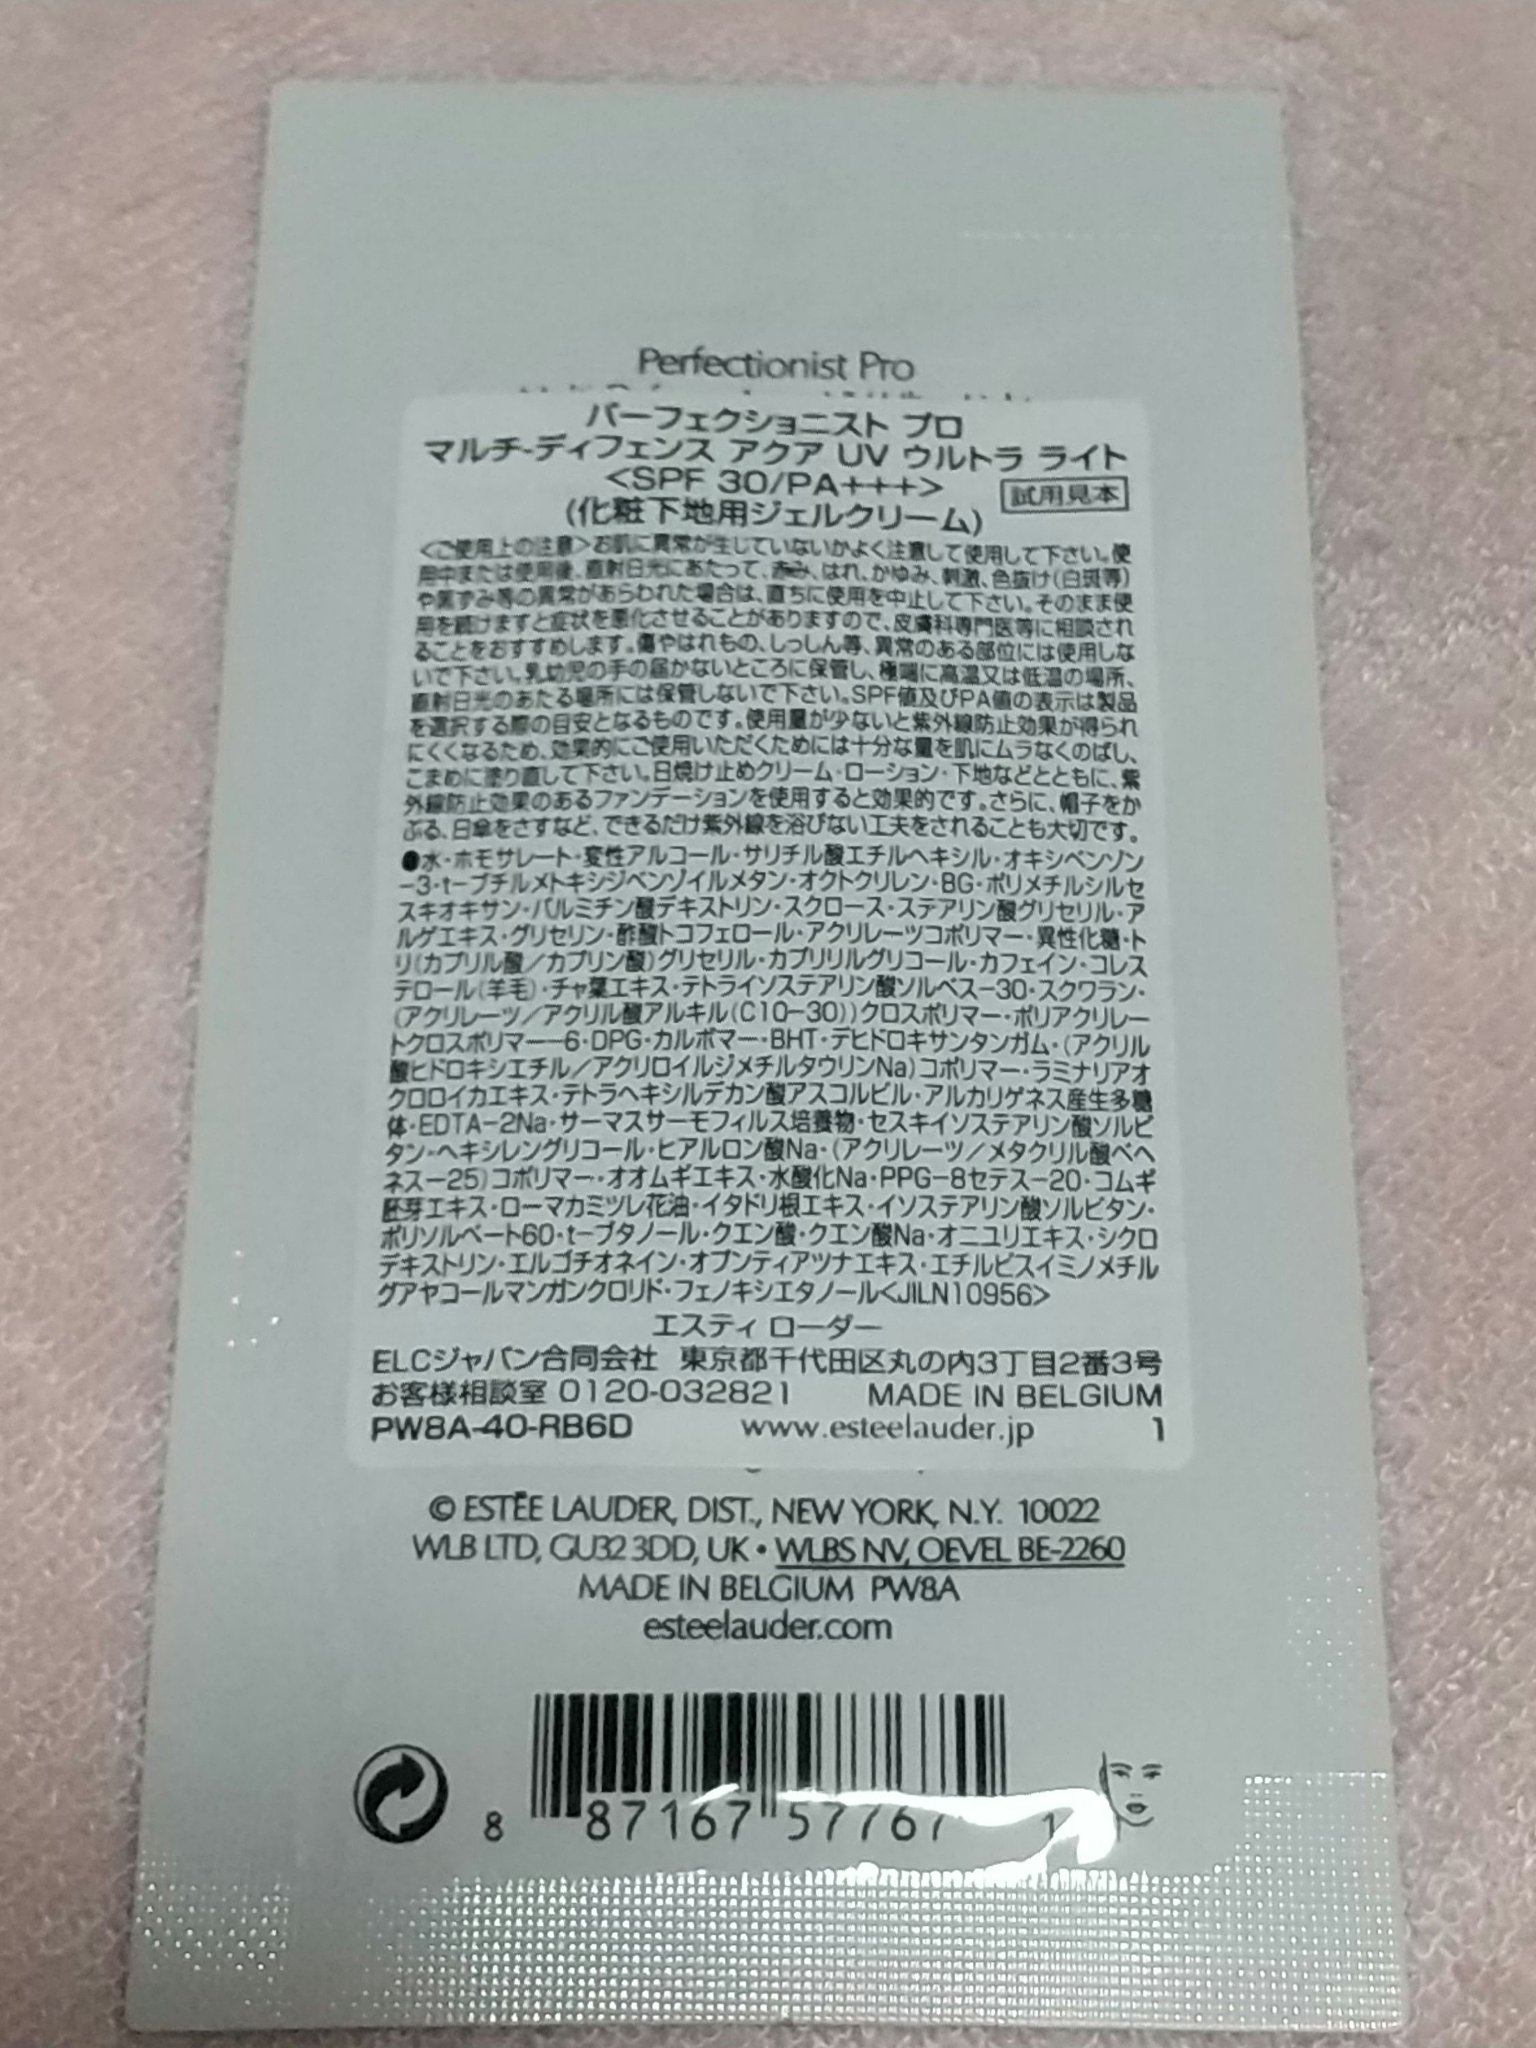 Perfectionist Pro
パーフェクショニスト プロ
マルチ-ディフェンス アクア UV ウルトラ ライト
<SPF 30/PA+++> 試用見本
(化粧下地用ジェルクリーム)
<ご使用上の注意>お肌に異常が生じていないかよく注意して使用して下さい。使
用中または使用後、直射日光にあたって、赤み、はれ、かゆみ、刺激、色抜け(白斑等)
や黒ずみ等の異常があらわれた場合は、直ちに使用を中止して下さい。そのまま使
用を続けますと症状を悪化させることがありますので、皮膚科専門医等に相談され
ることをおすすめします。傷やはれもの、しっしん等、異常のある部位には使用しな
いで下さい。乳幼児の手の届かないところに保管し、極端に高温又は低温の場所、
直射日光のあたる場所には保管しないで下さい。SPF値及びPA値の表示は製品
を選択する際の目安となるものです。使用量が少ないと紫外線防止効果が得られ
にくくなるため、効果的にご使用いただくためには十分な量を肌にムラなくのばし、
こまめに塗り直して下さい。日焼け止めクリーム・ローション・下地などとともに、紫
外線防止効果のあるファンデーションを使用すると効果的です。さらに、帽子をか
ぶる、日傘をさすなど、できるだけ紫外線を浴びない工夫をされることも大切です。
●水・ホモサレート・変性アルコール・サリチル酸エチルヘキシル・オキシベンゾン
-3・t-ブチルメトキシジベンゾイルメタン・オクトクリレン・BG・ポリメチルシルセ
スキオキサン・パルミチン酸デキストリン・スクロース・ステアリン酸グリセリル・ア
ルゲエキス・グリセリン・酢酸トコフェロール・アクリレーツコポリマー・異性化糖・ト
リ(カプリル酸/カプリン酸)グリセリル・カプリリルグリコール・カフェイン・コレス
テロール(羊毛)・チャ葉エキス・テトライソステアリン酸ソルベス-30・スクワラン・
(アクリレーツ/アクリル酸アルキル(C10-30))クロスポリマー・ポリアクリレー
トクロスポリマー-6・DPG・カルボマー・BHT・デヒドロキサンタンガム・(アクリル
酸ヒドロキシエチル/アクリロイルジメチルタウリンNa)コポリマー・ラミナリアオ
クロロイカエキス・テトラヘキシルデカン酸アスコルビル・アルカリゲネス産生多糖
体・EDTA-2Na・サーマスサーモフィルス培養物・セスキイソステアリン酸ソルビ
タン・ヘキシレングリコール・ヒアルロン酸Na・(アクリレーツ/メタクリル酸ベヘ
ネス-25)コポリマー・オオムギエキス・水酸化Na・PPG-8セテス-20・コムギ
胚芽エキス・ローマカミツレ花油・イタドリ根エキス・イソステアリン酸ソルビタン・
ポリソルベート60・t-ブタノール・クエン酸・クエン酸Na・オニユリエキス・シクロ
デキストリン・エルゴチオネイン・オプンティアツナエキス・エチルビスイミノメチル
グアヤコールマンガンクロリド・フェノキシエタノール<JILN10956>
エスティ ローダー
ELCジャパン合同会社 東京都千代田区丸の内3丁目2番3号
お客様相談室 0120-032821 MADE IN BELGIUM
PW8A-40-RB6D www.esteelauder.jp 1
© ESTĒE LAUDER, DIST., NEW YORK, N.Y. 10022
WLB LTD, GU32 3DD, UK • WLBS NV, OEVEL BE-2260
MADE IN BELGIUM PW8A
esteelauder.com
8 87167 57767 1